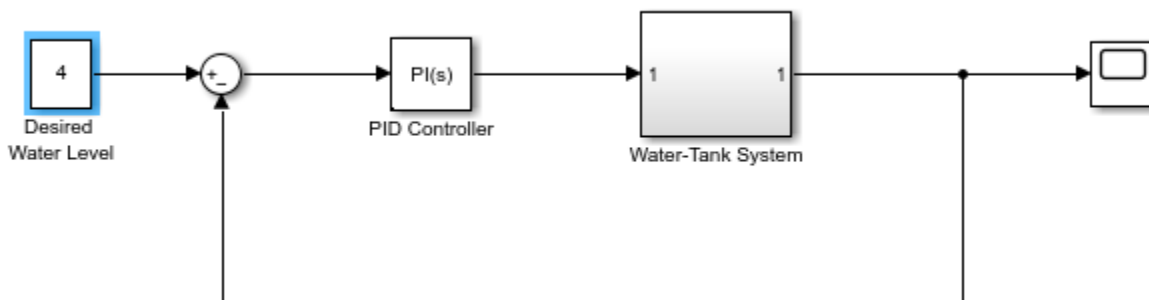 4
+
_
PI(s)
1
1
Desired
Water Level
PID Controller
Water-Tank System